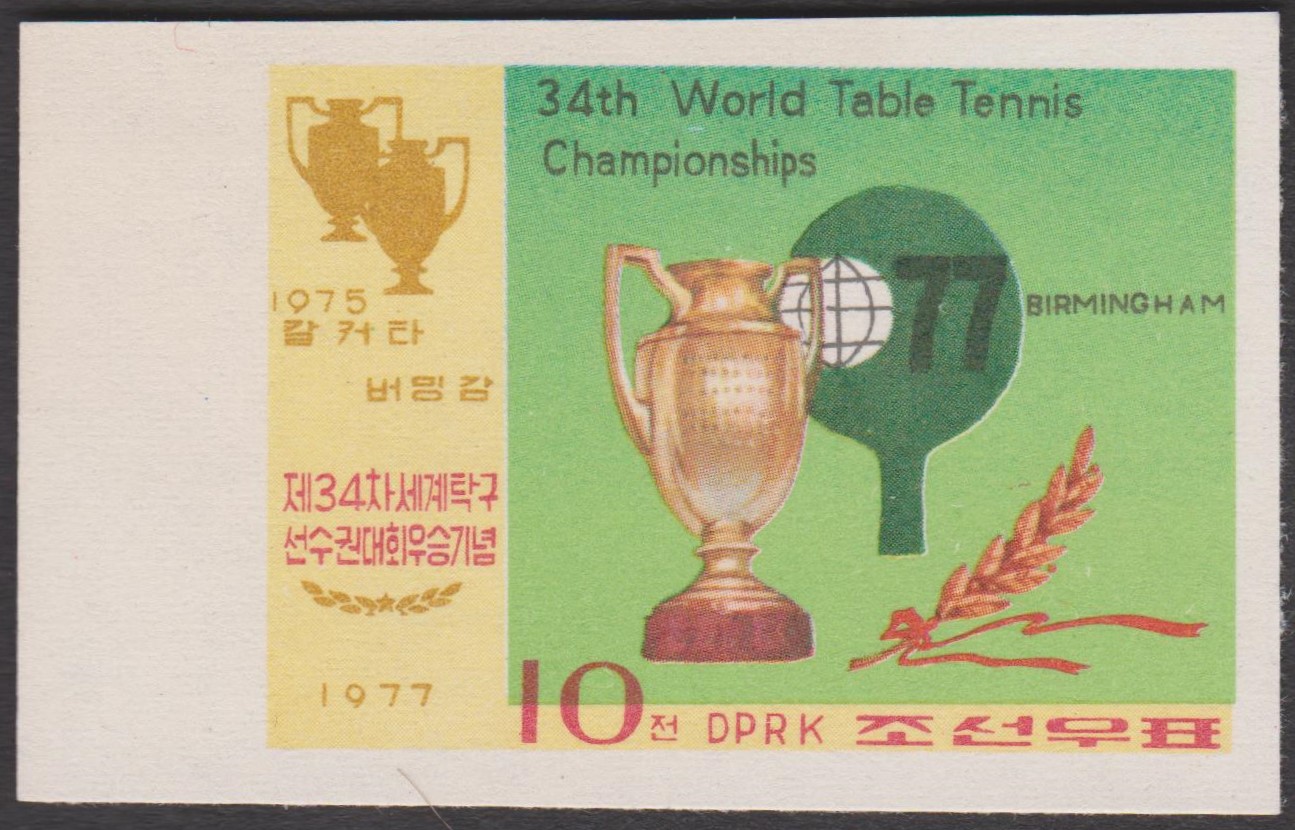 1975
칼커타
버밍감
제34차세계탁구
선수권대회우승기념
1977
34th World Table Tennis
Championships
77
BIRMINGHAM
10전 DPRK 조선우표